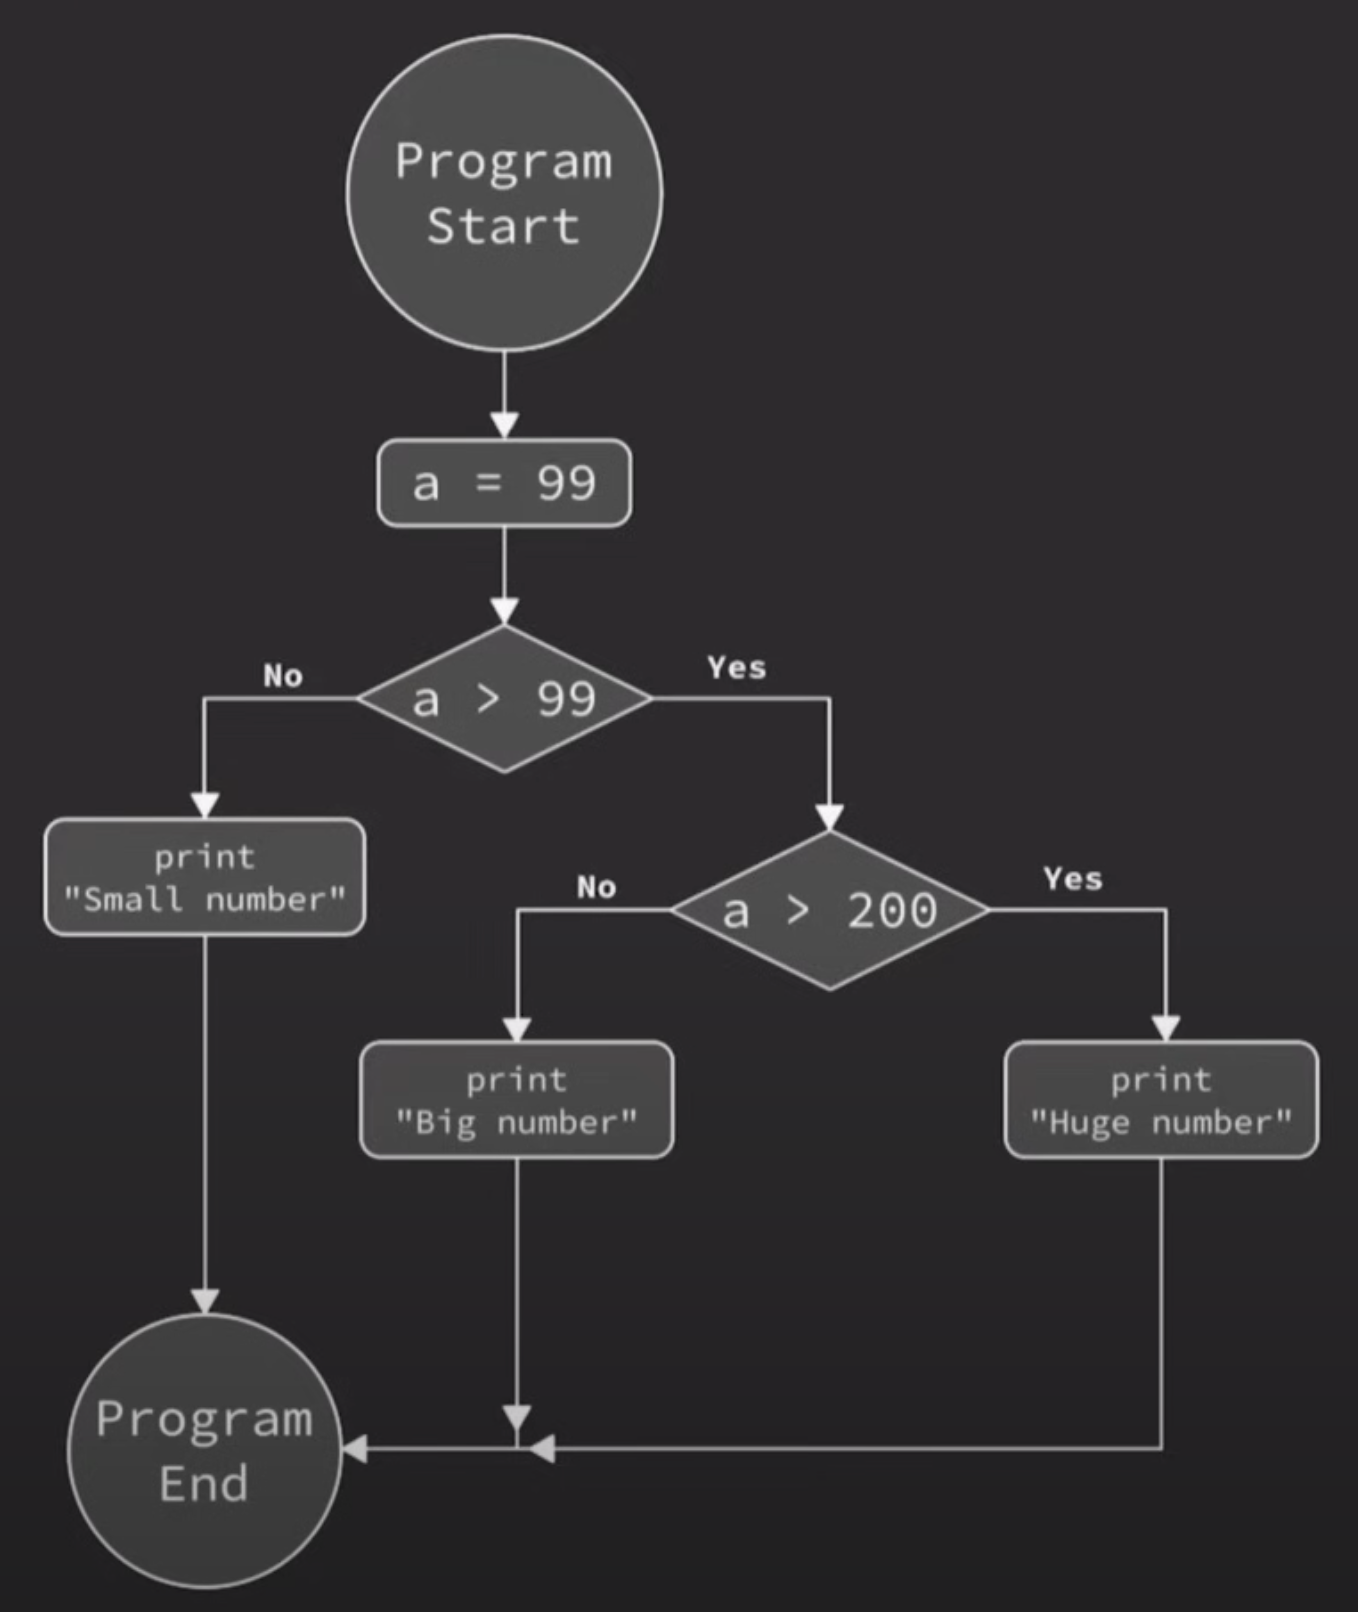 Program
Start
a = 99
a > 99
No
Yes
print
"Small number"
a > 200
No
Yes
print
"Big number"
print
"Huge number"
Program
End